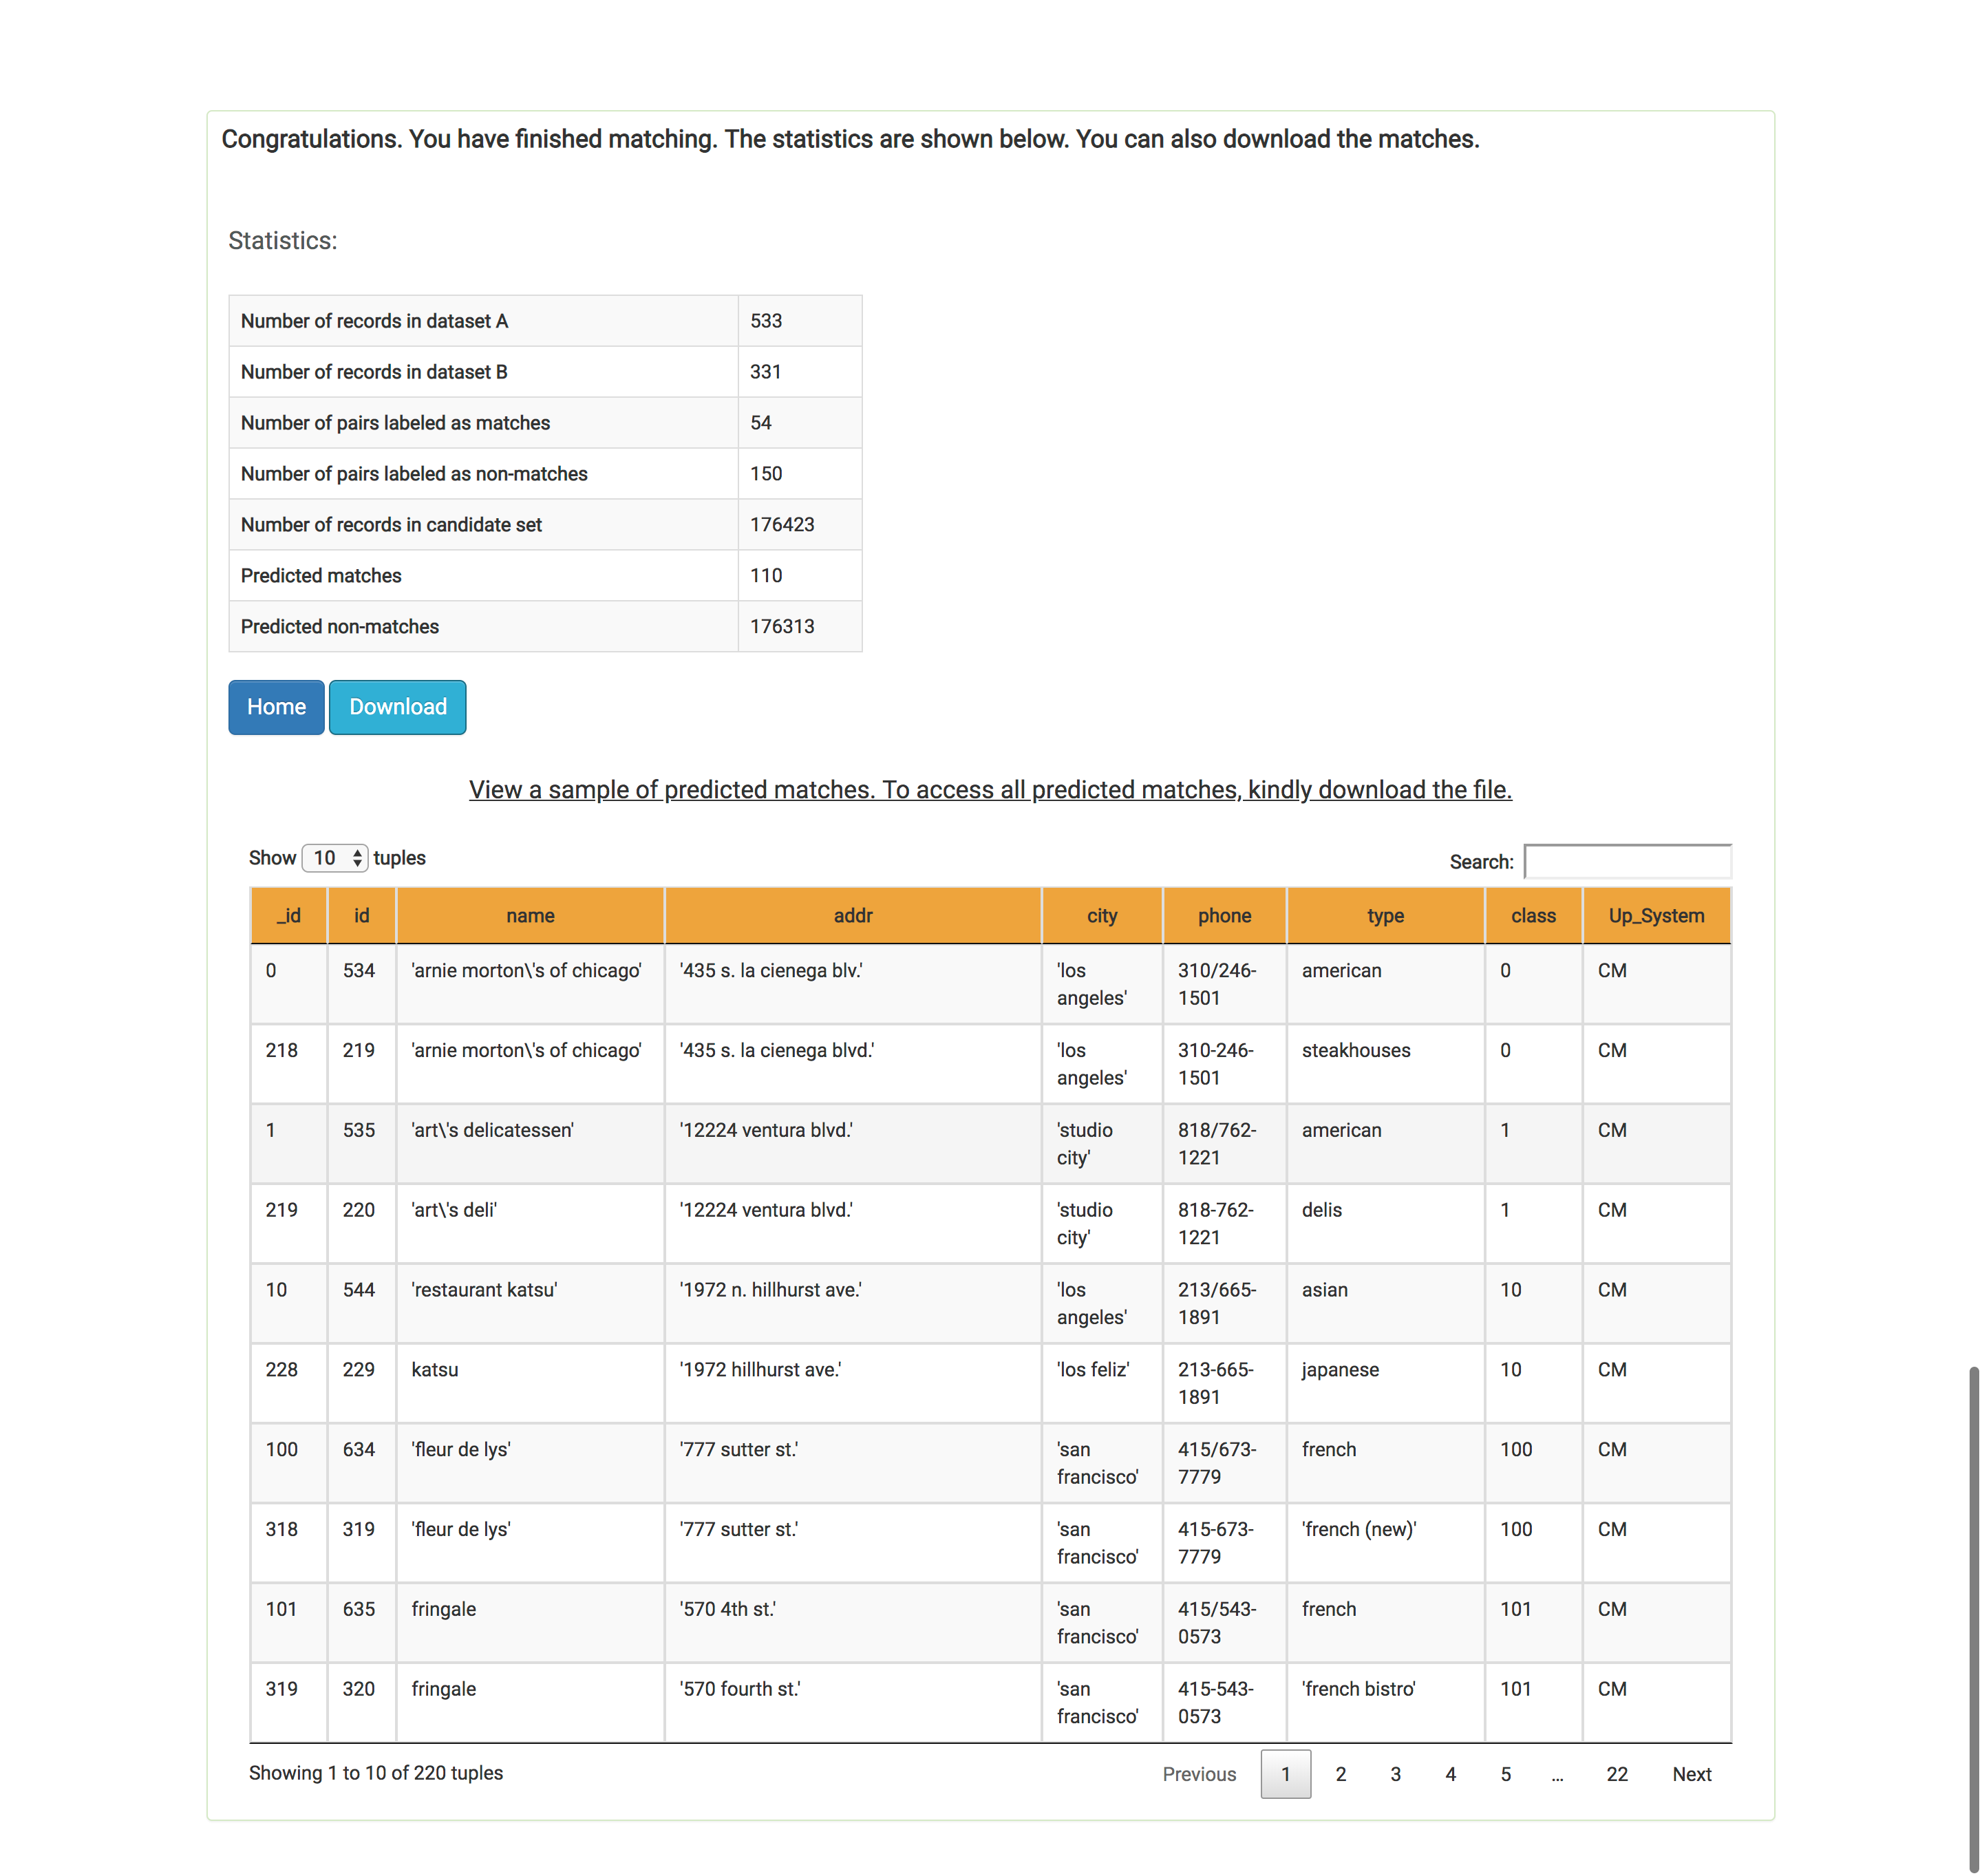 Congratulations. You have finished matching. The statistics are shown below. You can also download the matches.
Statistics:
Number of records in dataset A 533
Number of records in dataset B 331
Number of pairs labeled as matches 54
Number of pairs labeled as non-matches 150
Number of records in candidate set 176423
Predicted matches 110
Predicted non-matches 176313
Home Download
View a sample of predicted matches. To access all predicted matches, kindly download the file.
Show 10 tuples Search:
_id id name addr city phone type class Up_System
0 534 'arnie morton\'s of chicago' '435 s. la cienega blv.' 'los 310/246- american 0 CM
angeles' 1501
218 219 'arnie morton\'s of chicago' '435 s. la cienega blvd.' 'los 310-246- steakhouses 0 CM
angeles' 1501
1 535 'art\'s delicatessen' '12224 ventura blvd.' 'studio 818/762- american 1 CM
city' 1221
219 220 'art\'s deli' '12224 ventura blvd.' 'studio 818-762- delis 1 CM
city' 1221
10 544 'restaurant katsu' '1972 n. hillhurst ave.' 'los 213/665- asian 10 CM
angeles' 1891
228 229 katsu '1972 hillhurst ave.' 'los feliz' 213-665- japanese 10 CM
1891
100 634 'fleur de lys' '777 sutter st.' 'san 415/673- french 100 CM
francisco' 7779
318 319 'fleur de lys' '777 sutter st.' 'san 415-673- 'french (new)' 100 CM
francisco' 7779
101 635 fringale '570 4th st.' 'san 415/543- french 101 CM
francisco' 0573
319 320 fringale '570 fourth st.' 'san 415-543- 'french bistro' 101 CM
francisco' 0573
Showing 1 to 10 of 220 tuples Previous 1 2 3 4 5 ... 22 Next